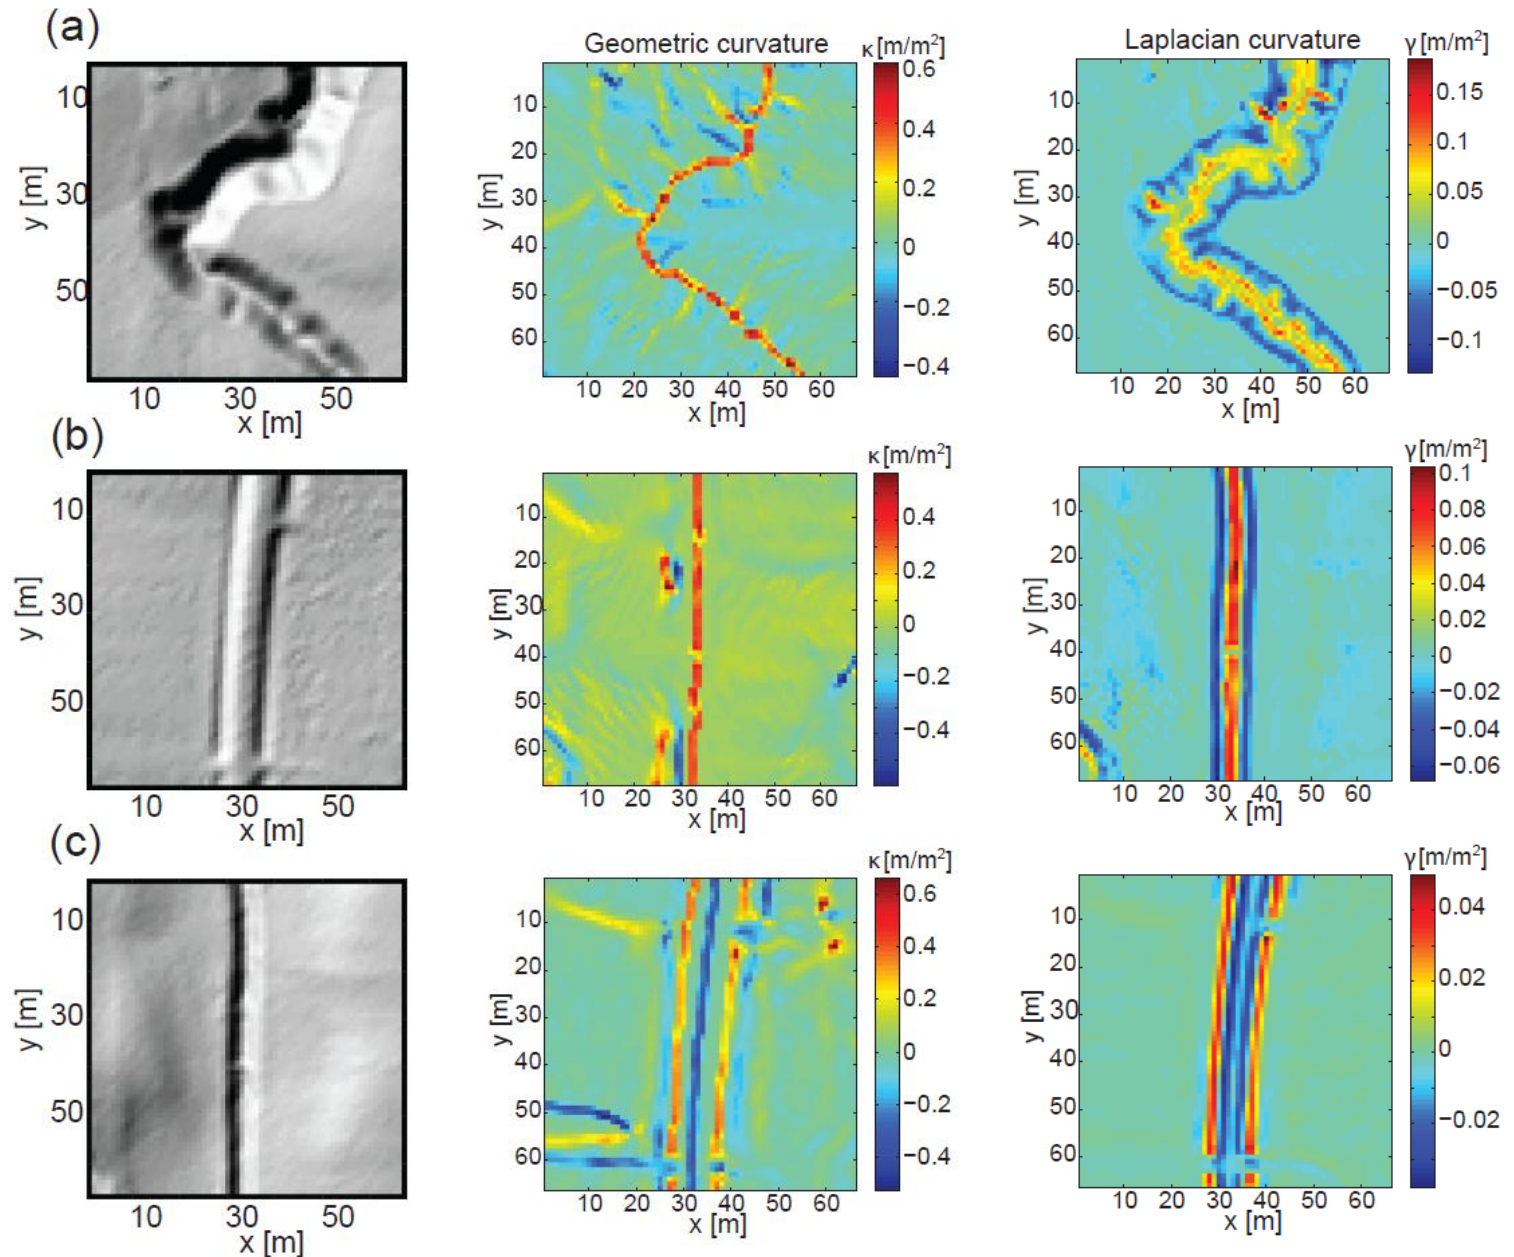 (a)
Geometric curvature
κ [m/m²]
Laplacian curvature
γ [m/m²]
10
30
50
y [m]
10 30 50
x [m]
10
20
30
40
50
60
y [m]
10 20 30 40 50 60
x [m]
0.6
0.4
0.2
0
−0.2
−0.4
10
20
30
40
50
60
y [m]
10 20 30 40 50 60
x [m]
0.15
0.1
0.05
0
−0.05
−0.1
(b)
κ [m/m²]
γ [m/m²]
10
30
50
y [m]
10 30 50
x [m]
10
20
30
40
50
60
y [m]
10 20 30 40 50 60
x [m]
0.4
0.2
0
−0.2
−0.4
10
20
30
40
50
60
y [m]
10 20 30 40 50 60
x [m]
0.1
0.08
0.06
0.04
0.02
0
−0.02
−0.04
−0.06
(c)
κ [m/m²]
γ [m/m²]
10
30
50
y [m]
10 30 50
x [m]
10
20
30
40
50
60
y [m]
10 20 30 40 50 60
x [m]
0.6
0.4
0.2
0
−0.2
−0.4
10
20
30
40
50
60
y [m]
10 20 30 40 50 60
x [m]
0.04
0.02
0
−0.02